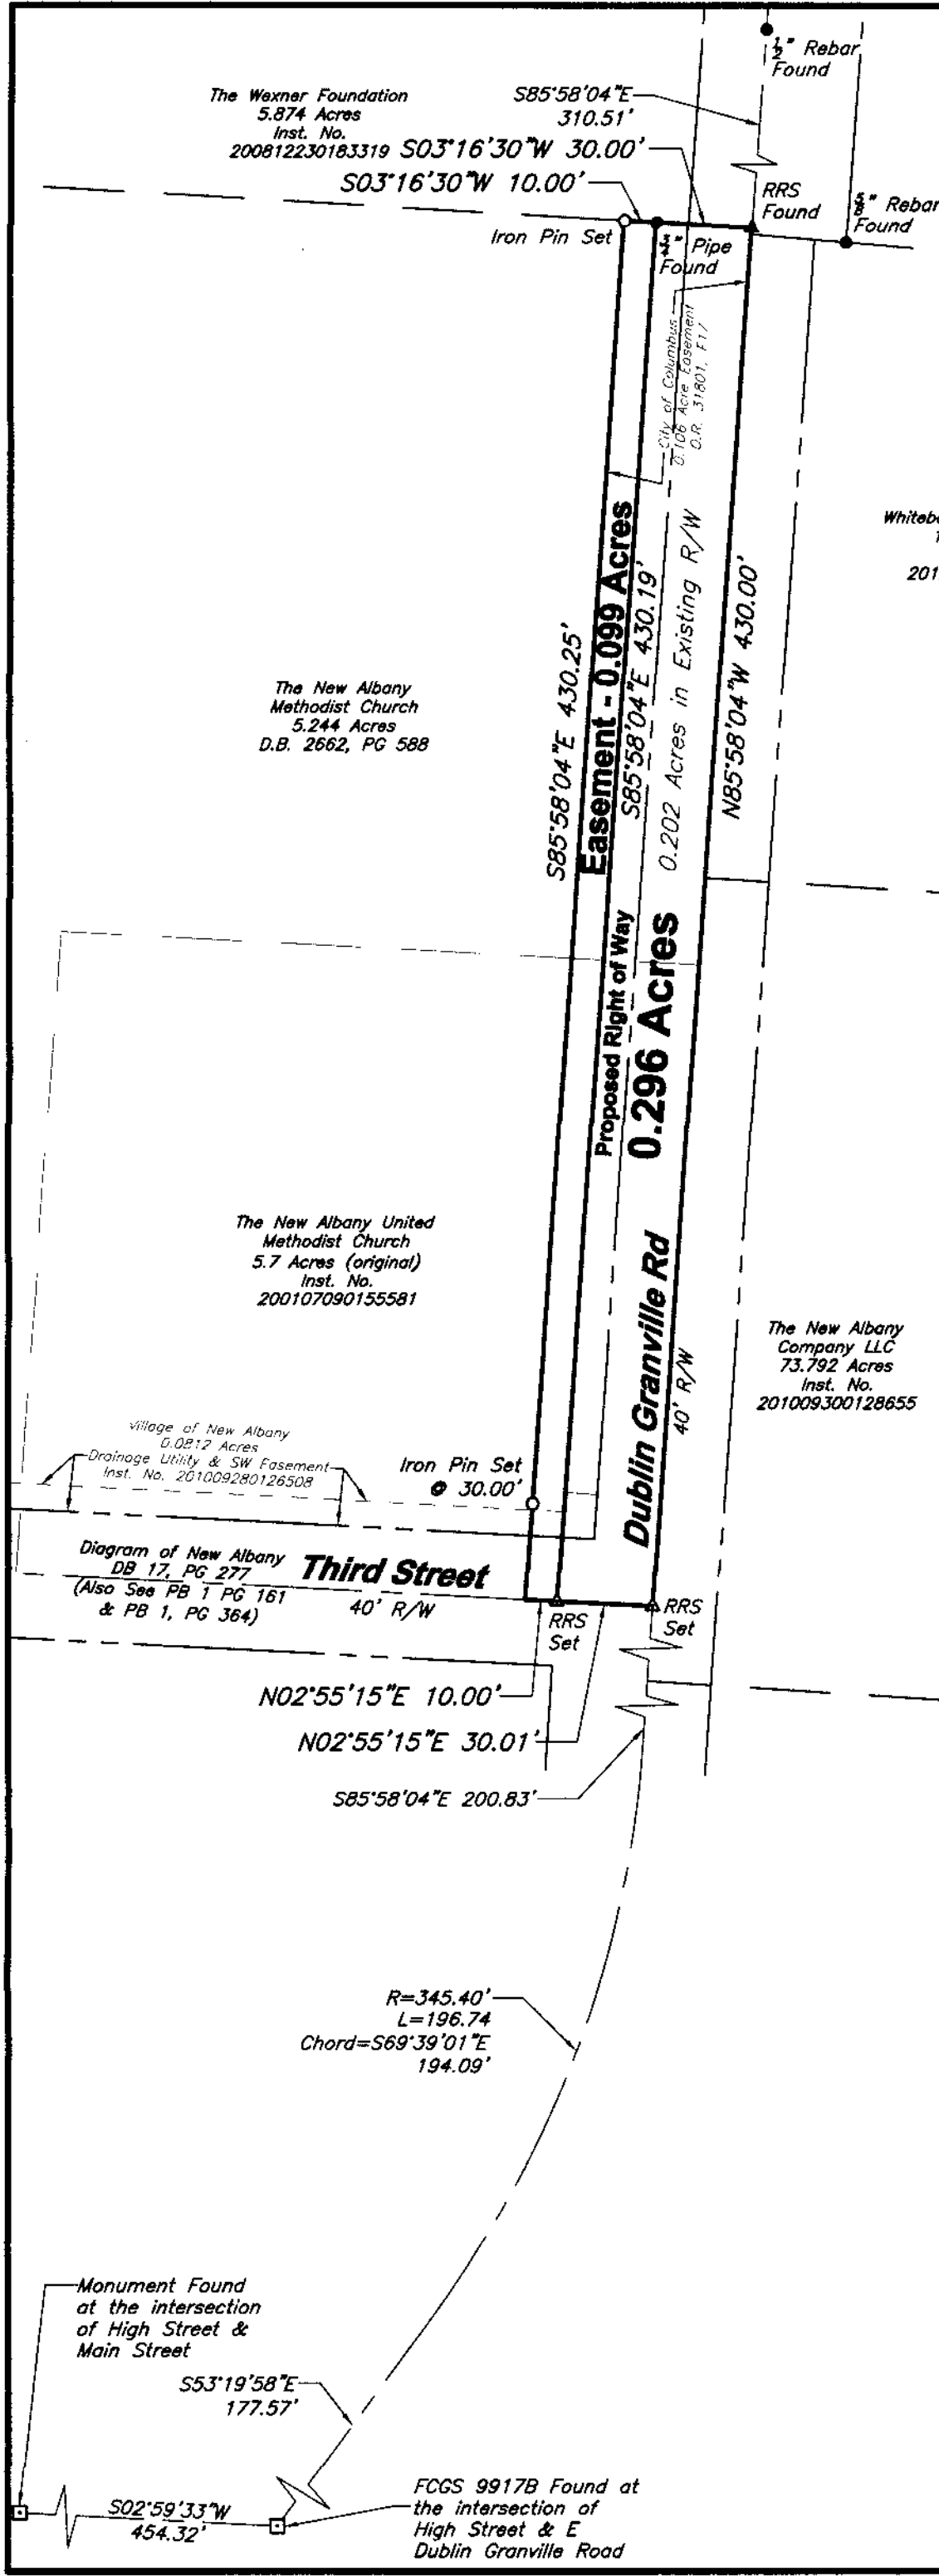 1/2" Rebar
Found
The Wexner Foundation
5.874 Acres
Inst. No.
200812230183319
S85°58'04"E
310.51'
S03°16'30"W 30.00'
S03°16'30"W 10.00'
RRS
Found
5/8" Rebar
Found
Iron Pin Set
3/4" Pipe
Found
City of Columbus
0.106 Acre Easement
O.R. 31801, F17
Whiteb
1
201
Easement - 0.099 Acres
S85°58'04"E 430.25'
S85°58'04"E 430.19'
0.202 Acres in Existing R/W
N85°58'04"W 430.00'
The New Albany
Methodist Church
5.244 Acres
D.B. 2662, PG 588
Proposed Right of Way
0.296 Acres
The New Albany United
Methodist Church
5.7 Acres (original)
Inst. No.
200107090155581
Dublin Granville Rd
40' R/W
The New Albany
Company LLC
73.792 Acres
Inst. No.
201009300128655
Village of New Albany
0.0812 Acres
Drainage Utility & SW Easement
Inst. No. 201009280126508
Iron Pin Set
@ 30.00'
Diagram of New Albany
DB 17, PG 277
(Also See PB 1 PG 161
& PB 1, PG 364)
Third Street
40' R/W
RRS
Set
RRS
Set
N02°55'15"E 10.00'
N02°55'15"E 30.01'
S85°58'04"E 200.83'
R=345.40'
L=196.74
Chord=S69°39'01"E
194.09'
Monument Found
at the intersection
of High Street &
Main Street
S53°19'58"E
177.57'
S02°59'33"W
454.32'
FCGS 9917B Found at
the intersection of
High Street & E
Dublin Granville Road